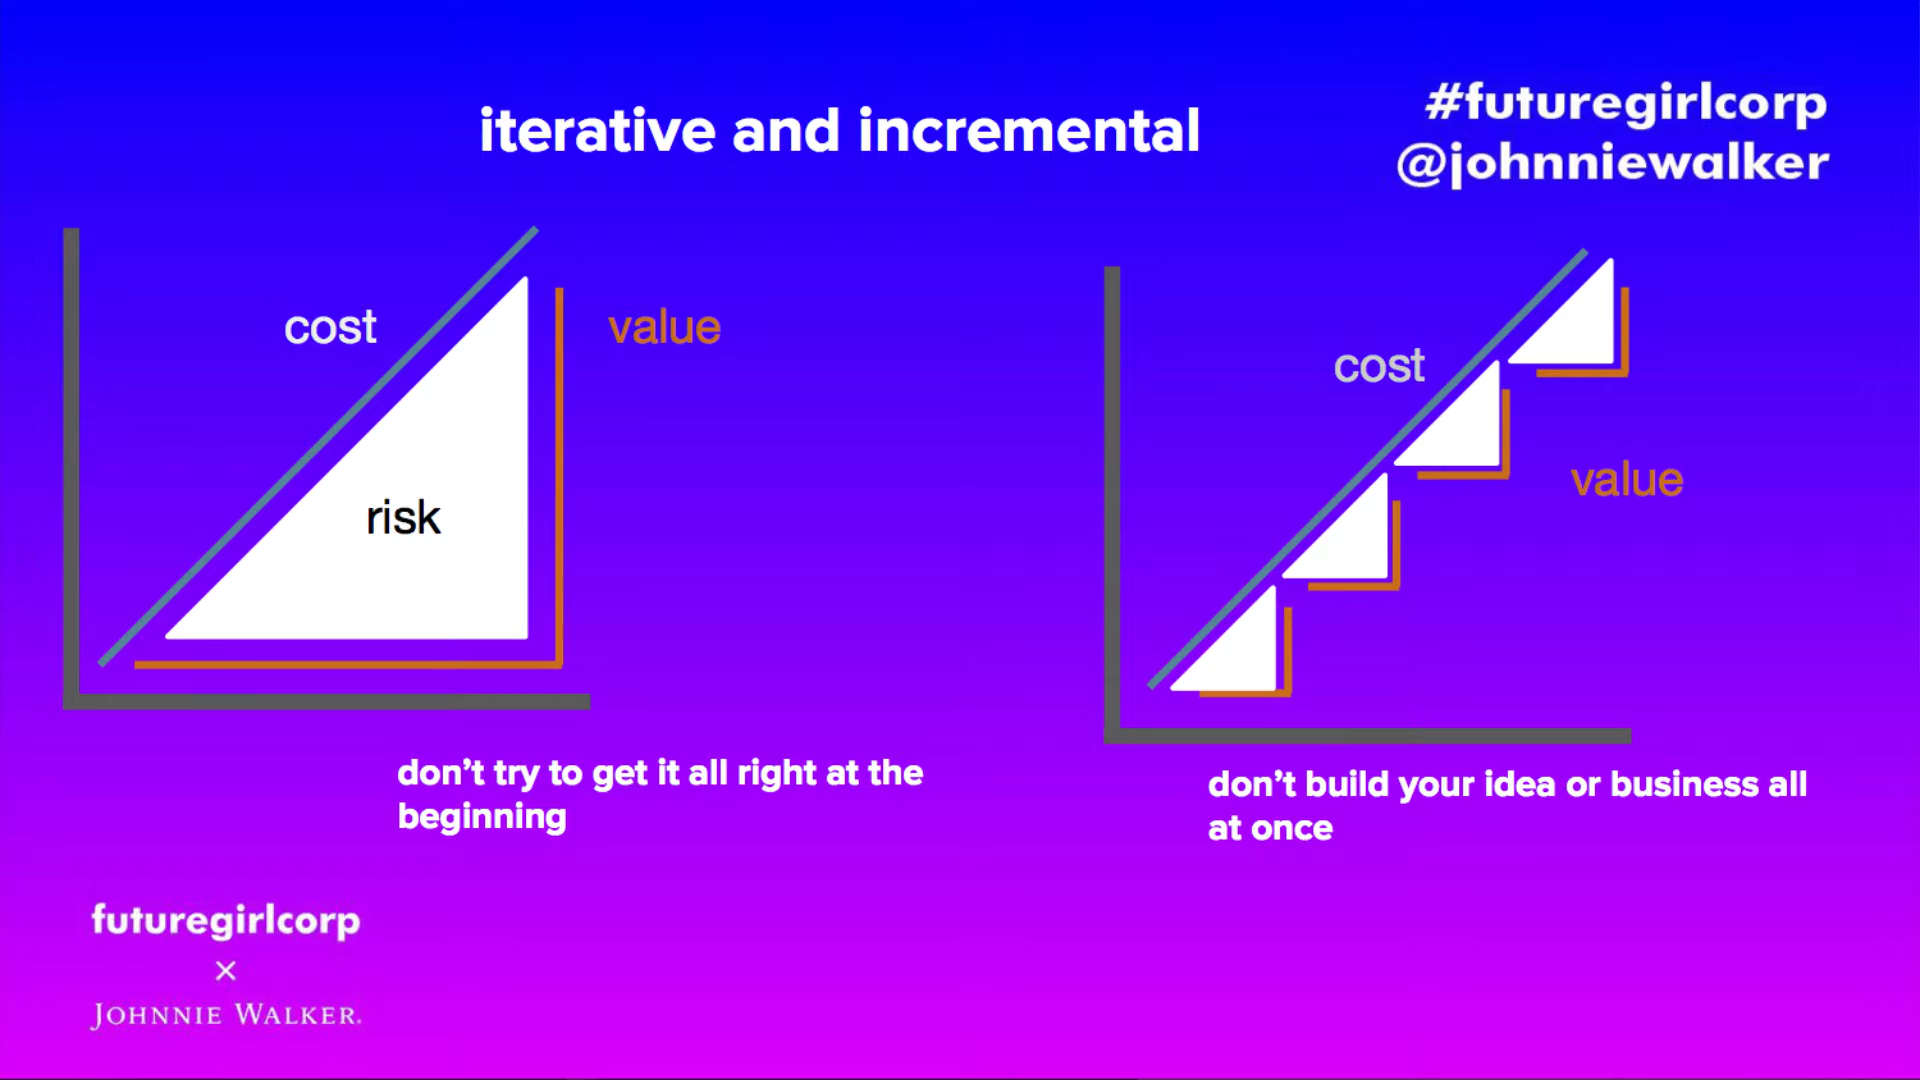 iterative and incremental
#futuregirlcorp
@johnniewalker
cost
value
risk
don't try to get it all right at the
beginning
cost
value
don't build your idea or business all
at once
futuregirlcorp
×
JOHNNIE WALKER.